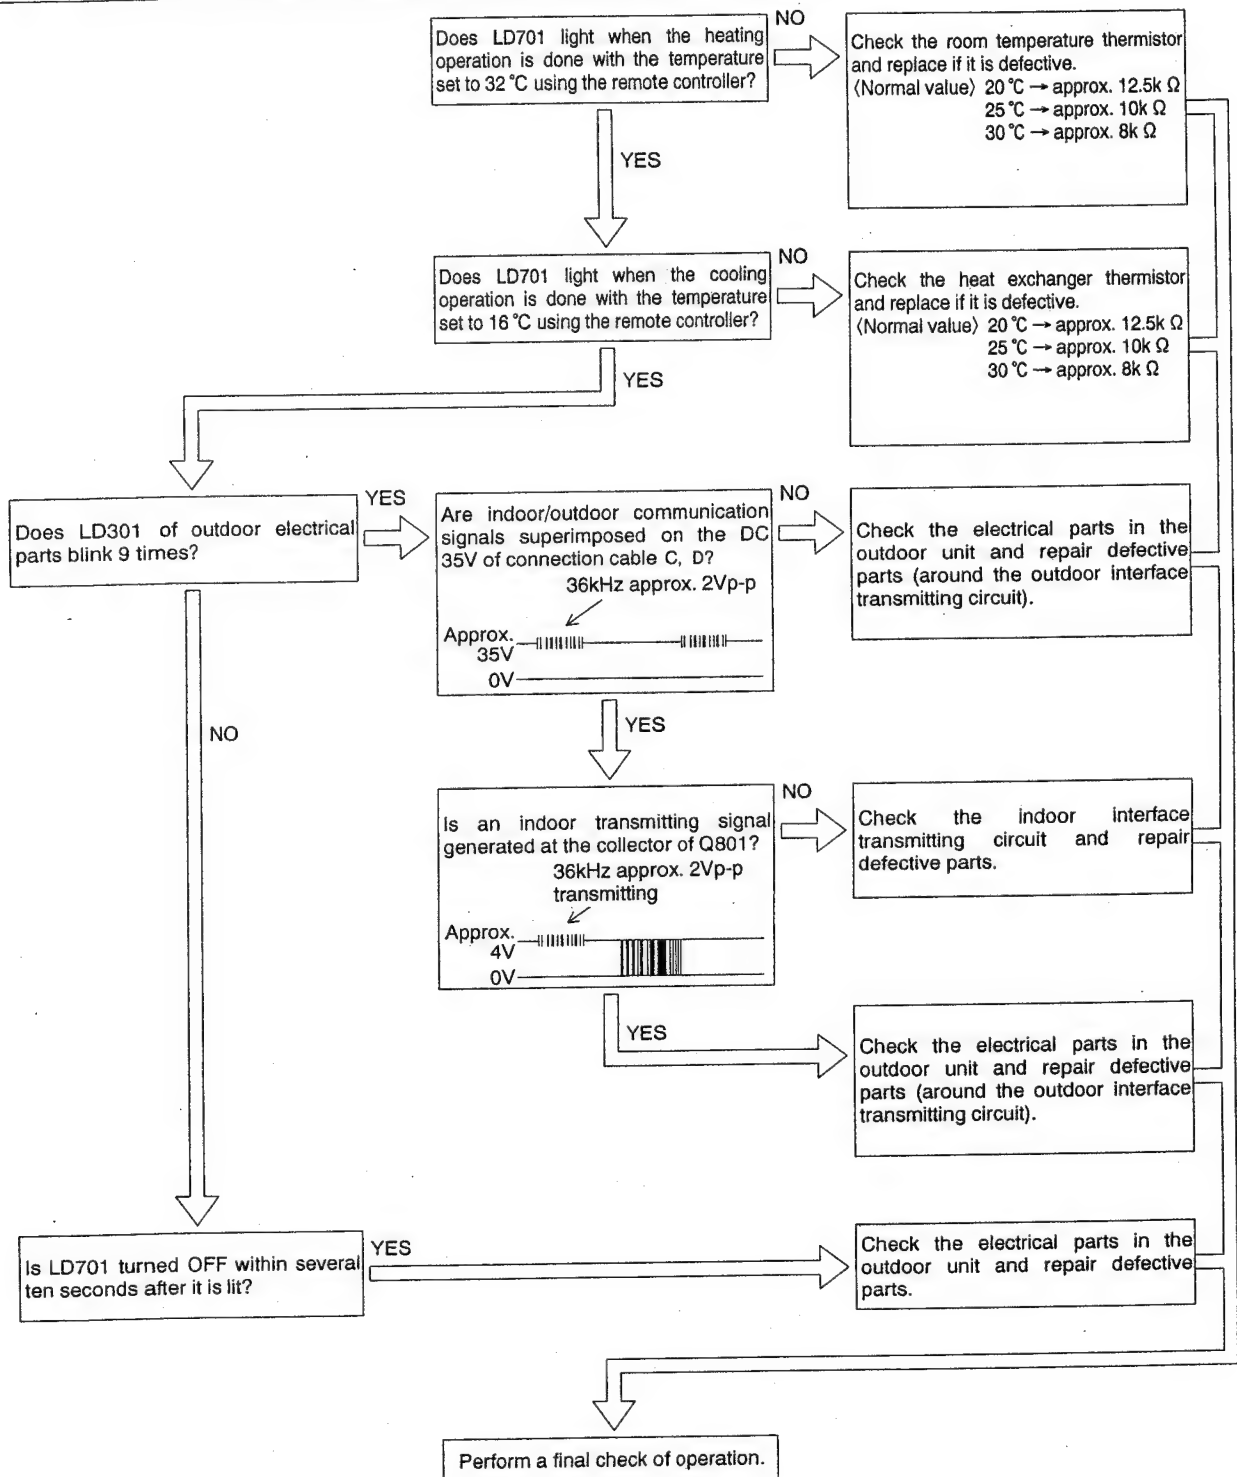 Does LD701 light when the heating
operation is done with the temperature
set to 32 °C using the remote controller?
NO
Check the room temperature thermistor
and replace if it is defective.
〈Normal value〉 20 °C → approx. 12.5k Ω
25 °C → approx. 10k Ω
30 °C → approx. 8k Ω
YES
Does LD701 light when the cooling
operation is done with the temperature
set to 16 °C using the remote controller?
NO
Check the heat exchanger thermistor
and replace if it is defective.
〈Normal value〉 20 °C → approx. 12.5k Ω
25 °C → approx. 10k Ω
30 °C → approx. 8k Ω
YES
Does LD301 of outdoor electrical
parts blink 9 times?
YES
Are indoor/outdoor communication
signals superimposed on the DC
35V of connection cable C, D?
36kHz approx. 2Vp-p
Approx.
35V
0V
NO
Check the electrical parts in the
outdoor unit and repair defective
parts (around the outdoor interface
transmitting circuit).
NO
YES
Is an indoor transmitting signal
generated at the collector of Q801?
36kHz approx. 2Vp-p
transmitting
Approx.
4V
0V
NO
Check the indoor interface
transmitting circuit and repair
defective parts.
YES
Check the electrical parts in the
outdoor unit and repair defective
parts (around the outdoor interface
transmitting circuit).
Is LD701 turned OFF within several
ten seconds after it is lit?
YES
Check the electrical parts in the
outdoor unit and repair defective
parts.
Perform a final check of operation.